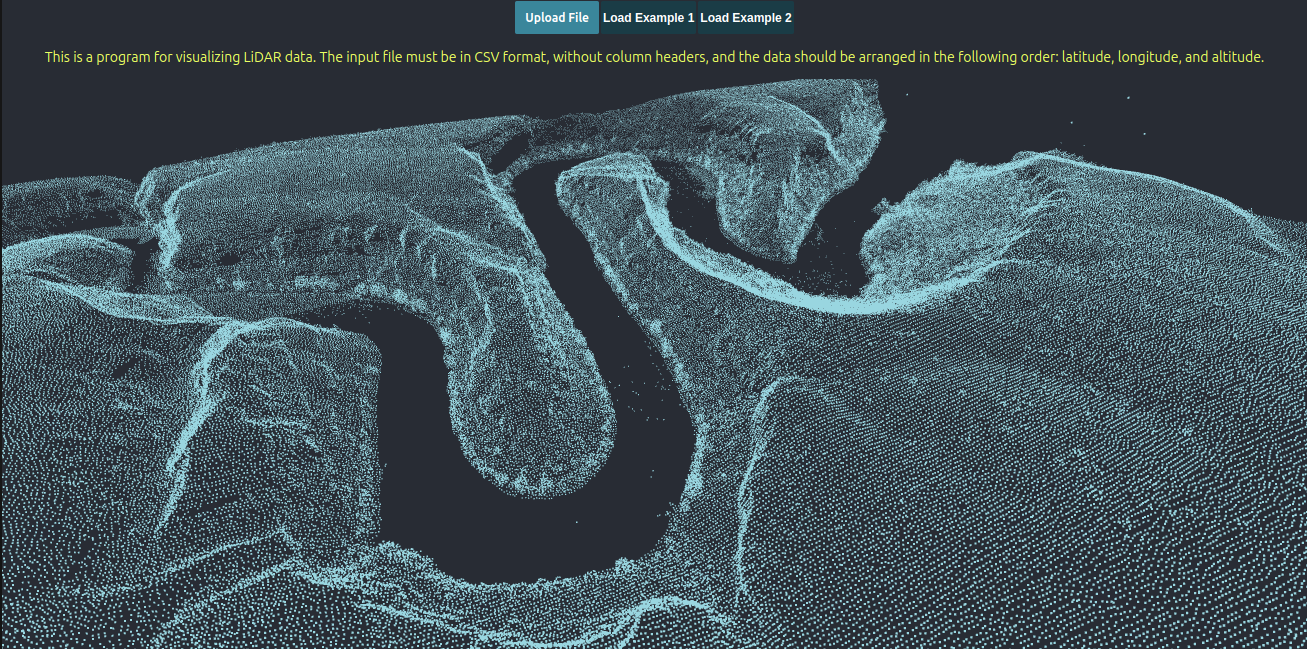 Upload File Load Example 1 Load Example 2
This is a program for visualizing LiDAR data. The input file must be in CSV format, without column headers, and the data should be arranged in the following order: latitude, longitude, and altitude.